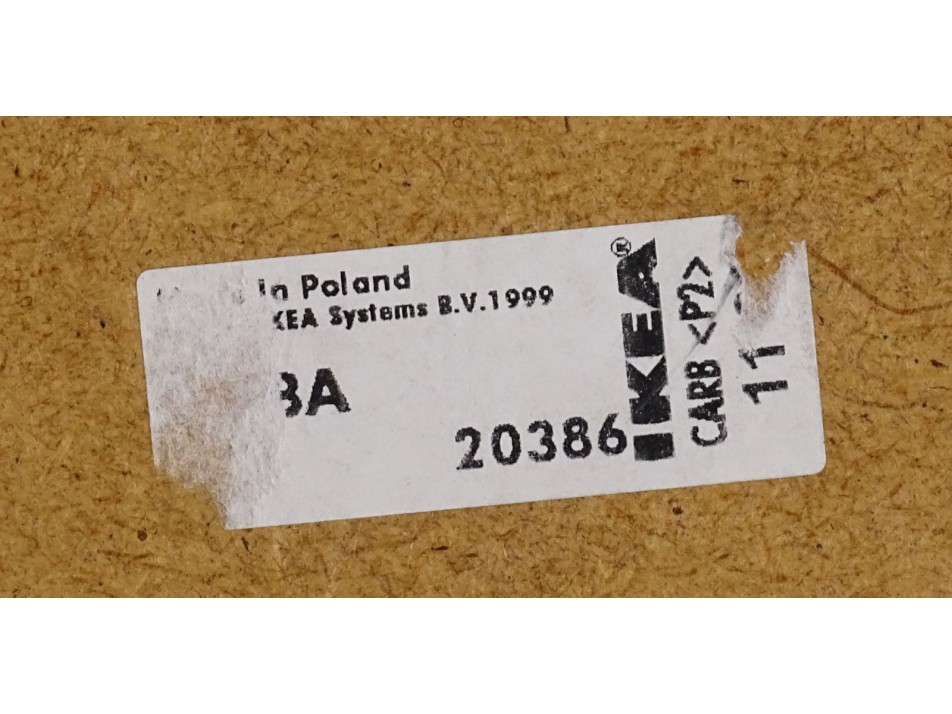 in Poland
KEA Systems B.V.1999
BA
20386
IKEA®
CARB <P2>
11